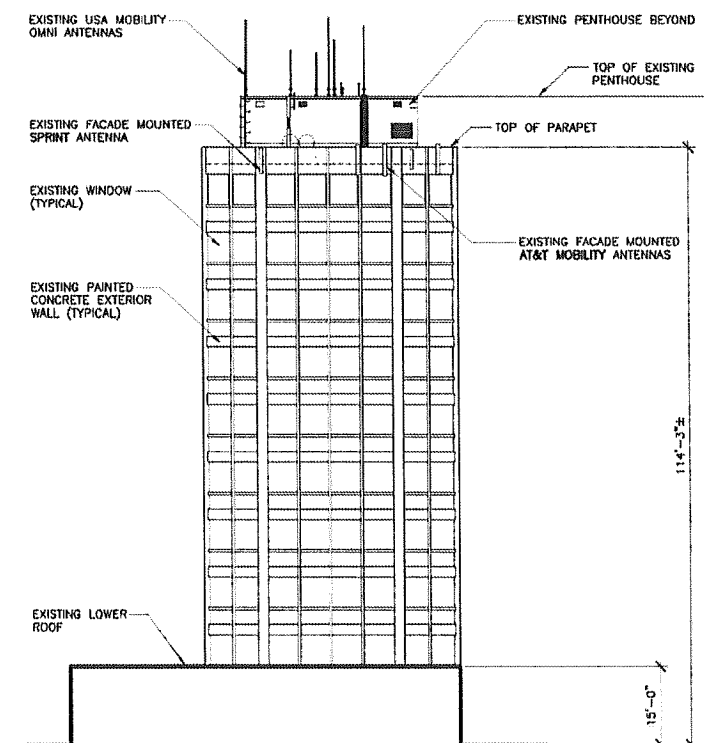 EXISTING USA MOBILITY
OMNI ANTENNAS
EXISTING PENTHOUSE BEYOND
TOP OF EXISTING
PENTHOUSE
EXISTING FACADE MOUNTED
SPRINT ANTENNA
TOP OF PARAPET
EXISTING WINDOW
(TYPICAL)
EXISTING FACADE MOUNTED
AT&T MOBILITY ANTENNAS
EXISTING PAINTED
CONCRETE EXTERIOR
WALL (TYPICAL)
114'-3"±
EXISTING LOWER
ROOF
15'-0"